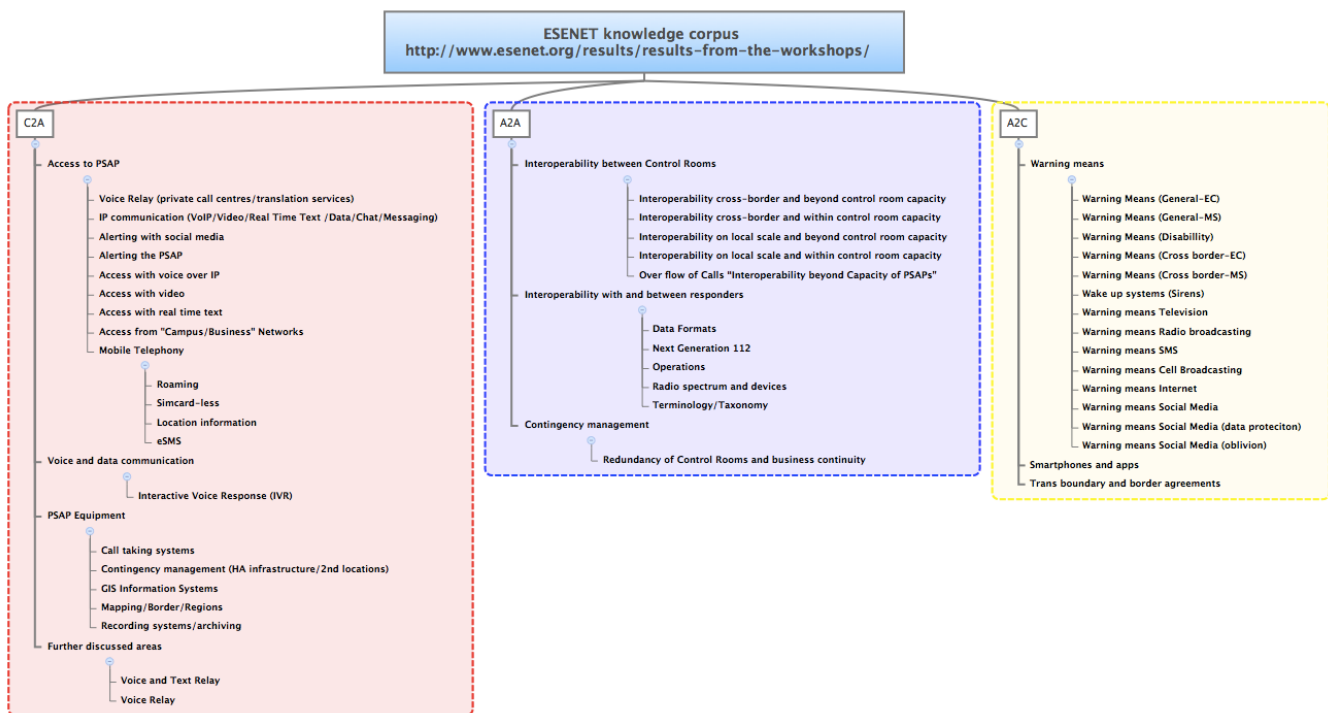 ESENET knowledge corpus
http://www.esenet.org/results/results-from-the-workshops/
C2A
Access to PSAP
Voice Relay (private call centres/translation services)
IP communication (VoIP/Video/Real Time Text /Data/Chat/Messaging)
Alerting with social media
Alerting the PSAP
Access with voice over IP
Access with video
Access with real time text
Access from "Campus/Business" Networks
Mobile Telephony
Roaming
Simcard-less
Location information
eSMS
Voice and data communication
Interactive Voice Response (IVR)
PSAP Equipment
Call taking systems
Contingency management (HA infrastructure/2nd locations)
GIS Information Systems
Mapping/Border/Regions
Recording systems/archiving
Further discussed areas
Voice and Text Relay
Voice Relay
A2A
Interoperability between Control Rooms
Interoperability cross-border and beyond control room capacity
Interoperability cross-border and within control room capacity
Interoperability on local scale and beyond control room capacity
Interoperability on local scale and within control room capacity
Over flow of Calls "Interoperability beyond Capacity of PSAPs"
Interoperability with and between responders
Data Formats
Next Generation 112
Operations
Radio spectrum and devices
Terminology/Taxonomy
Contingency management
Redundancy of Control Rooms and business continuity
A2C
Warning means
Warning Means (General-EC)
Warning Means (General-MS)
Warning Means (Disabillity)
Warning Means (Cross border-EC)
Warning Means (Cross border-MS)
Wake up systems (Sirens)
Warning means Television
Warning means Radio broadcasting
Warning means SMS
Warning means Cell Broadcasting
Warning means Internet
Warning means Social Media
Warning means Social Media (data proteciton)
Warning means Social Media (oblivion)
Smartphones and apps
Trans boundary and border agreements